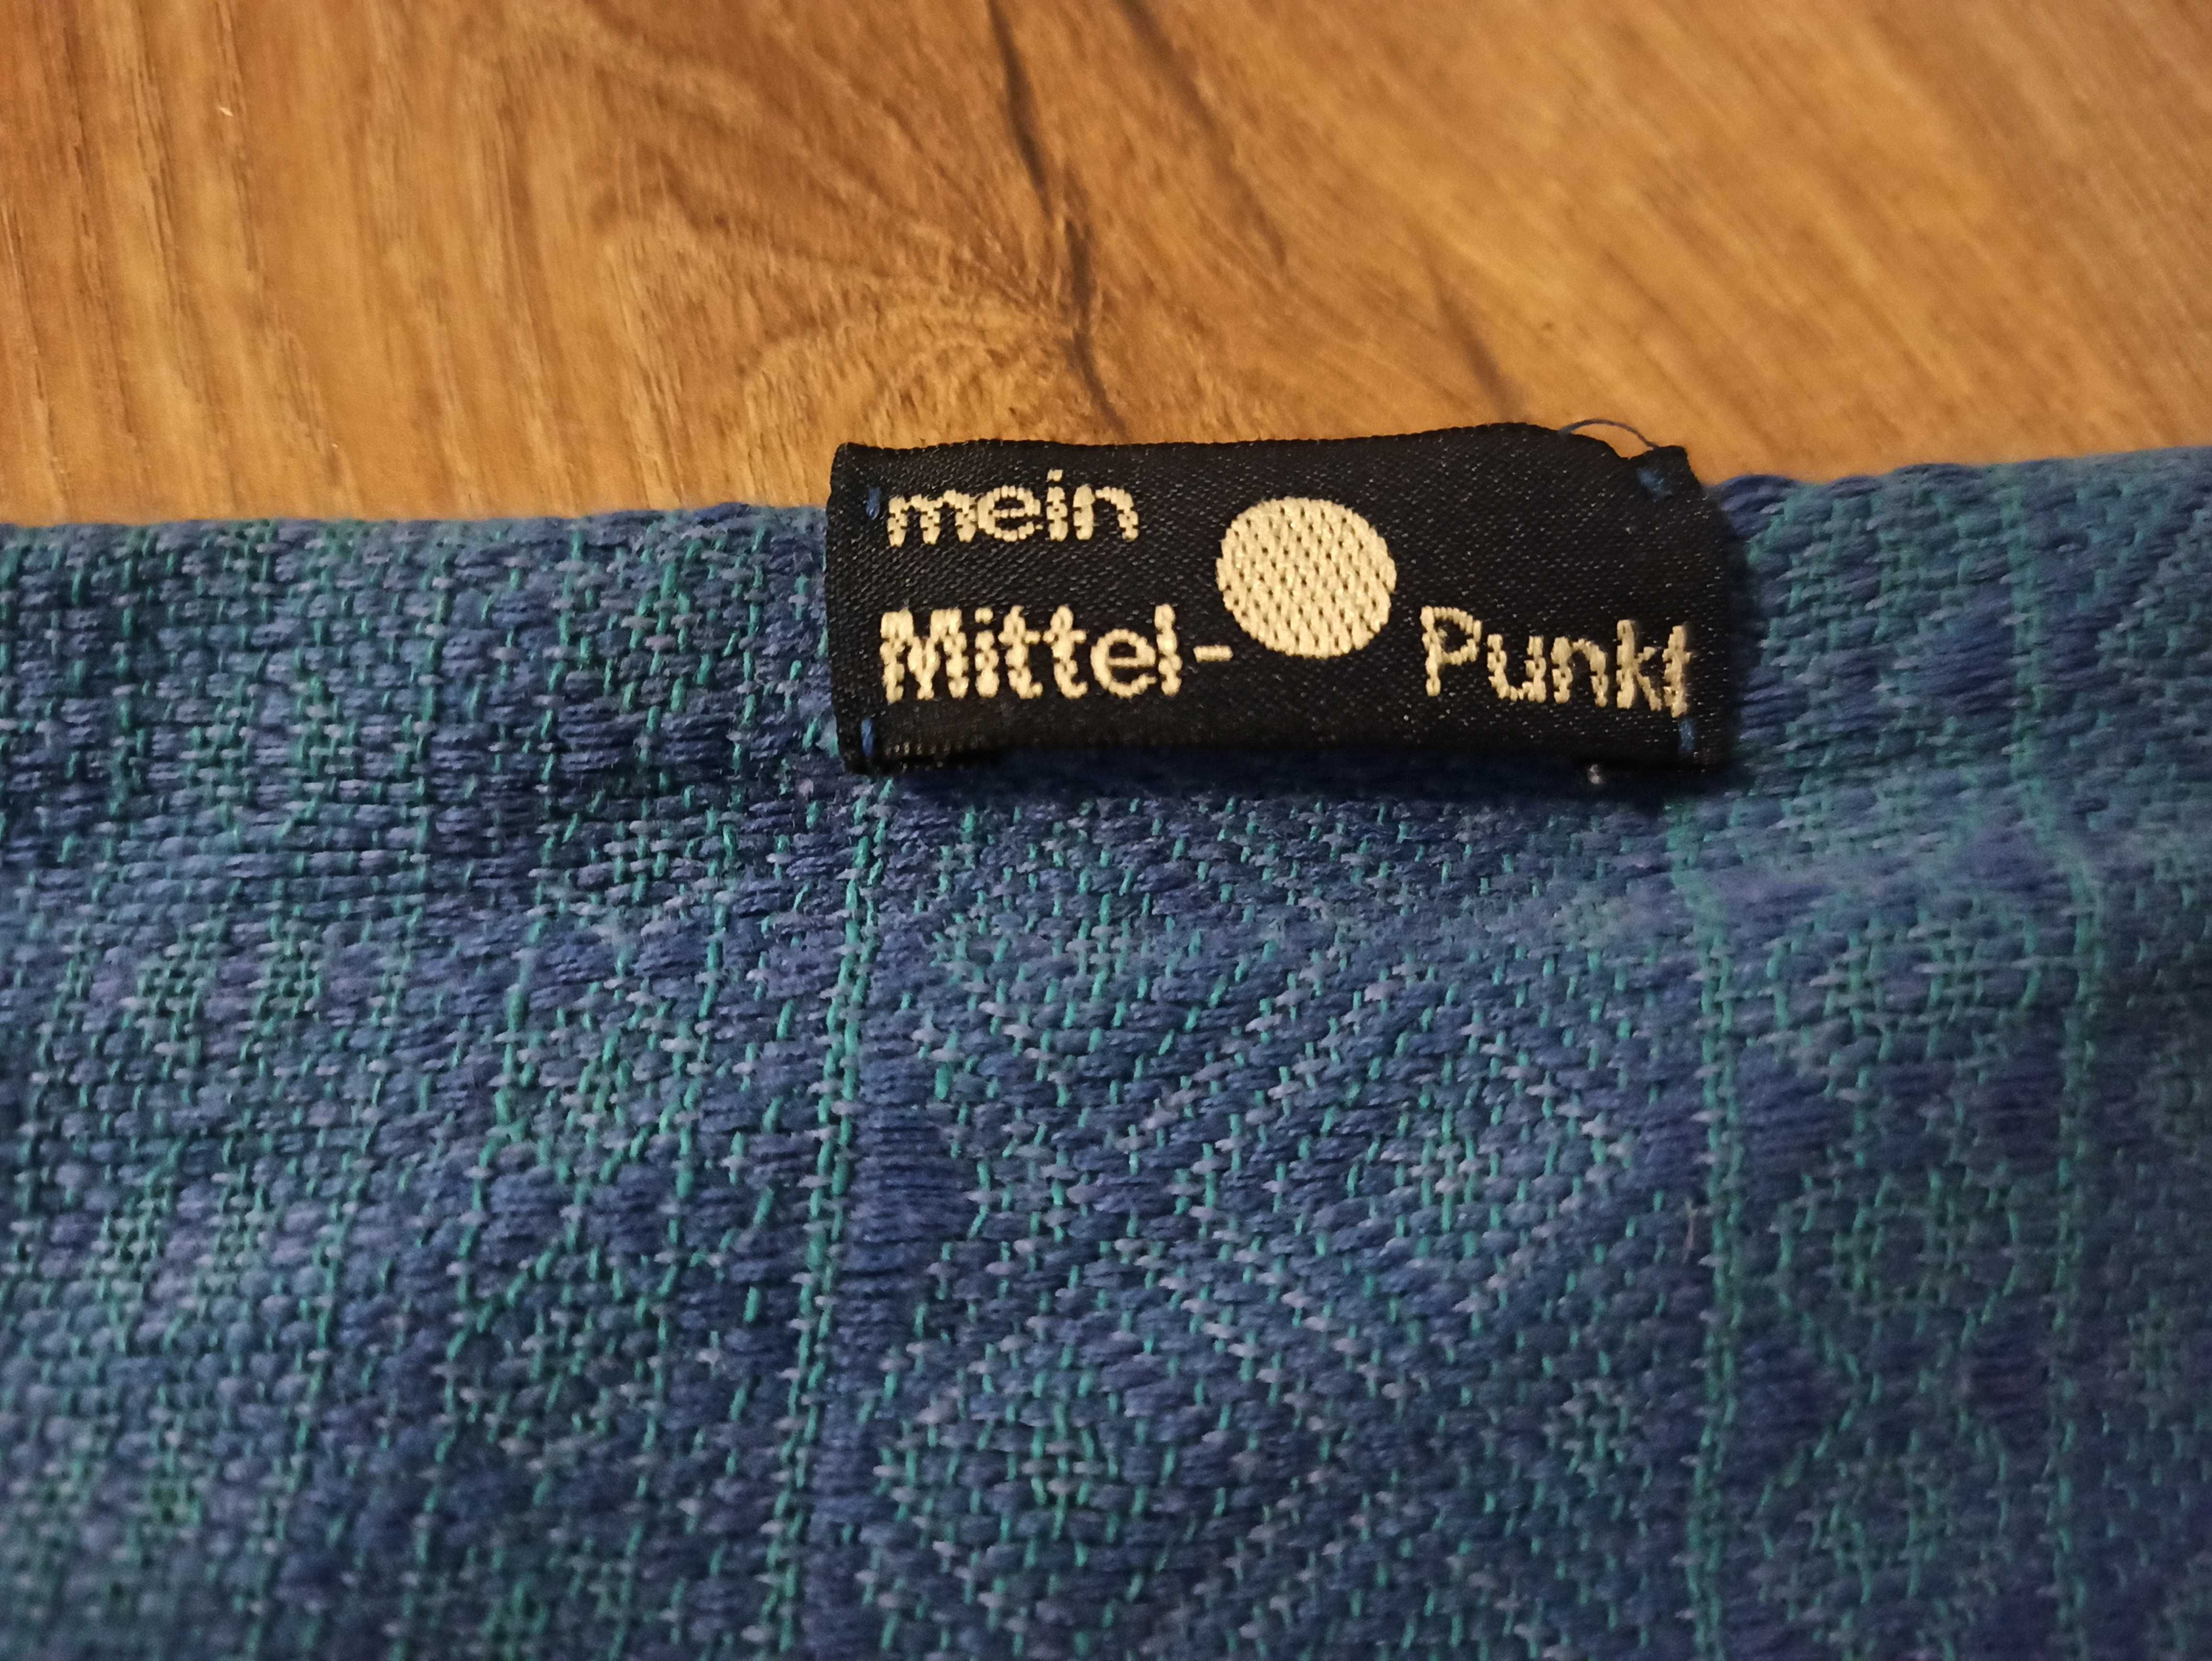 mein
Mittel- Punkt